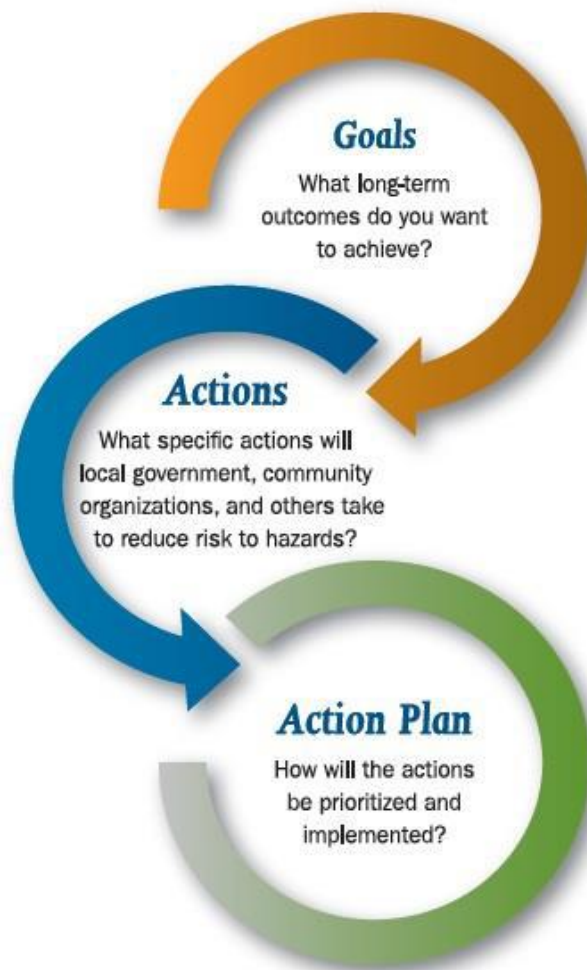 Goals
What long-term
outcomes do you want
to achieve?
Actions
What specific actions will
local government, community
organizations, and others take
to reduce risk to hazards?
Action Plan
How will the actions
be prioritized and
implemented?